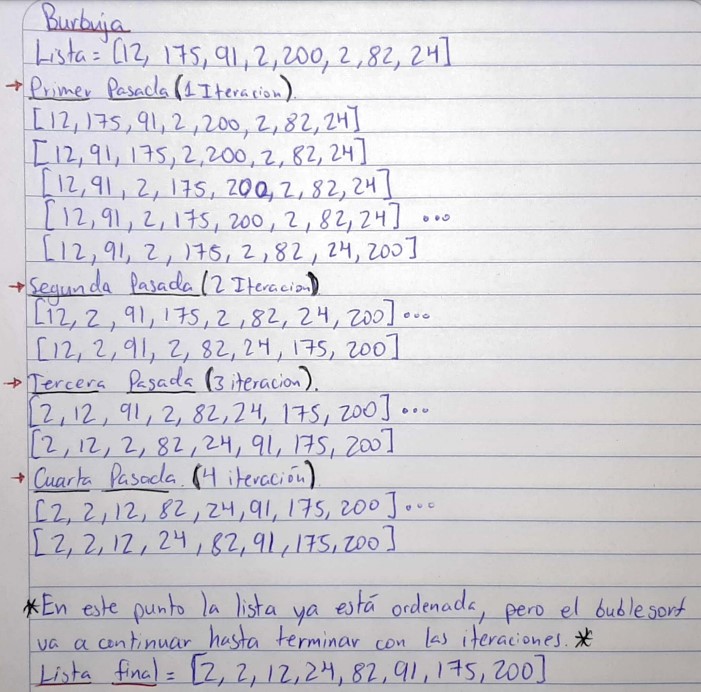 Burbuja
Lista = [12, 175, 91, 2, 200, 2, 82, 24]
→ Primer Pasada (1 Iteracion).
[12, 175, 91, 2, 200, 2, 82, 24]
[12, 91, 175, 2, 200, 2, 82, 24]
[12, 91, 2, 175, 200, 2, 82, 24]
[12, 91, 2, 175, 200, 2, 82, 24] ...
[12, 91, 2, 175, 2, 82, 24, 200]
→ Segunda Pasada (2 Iteracion)
[12, 2, 91, 175, 2, 82, 24, 200] ...
[12, 2, 91, 2, 82, 24, 175, 200]
→ Tercera Pasada (3 iteracion).
[2, 12, 91, 2, 82, 24, 175, 200] ...
[2, 12, 2, 82, 24, 91, 175, 200]
→ Cuarta Pasada. (4 iteración)
[2, 2, 12, 82, 24, 91, 175, 200] ...
[2, 2, 12, 24, 82, 91, 175, 200]
*En este punto la lista ya está ordenada, pero el bublesort
va a continuar hasta terminar con las iteraciones. *
Lista final = [2, 2, 12, 24, 82, 91, 175, 200]